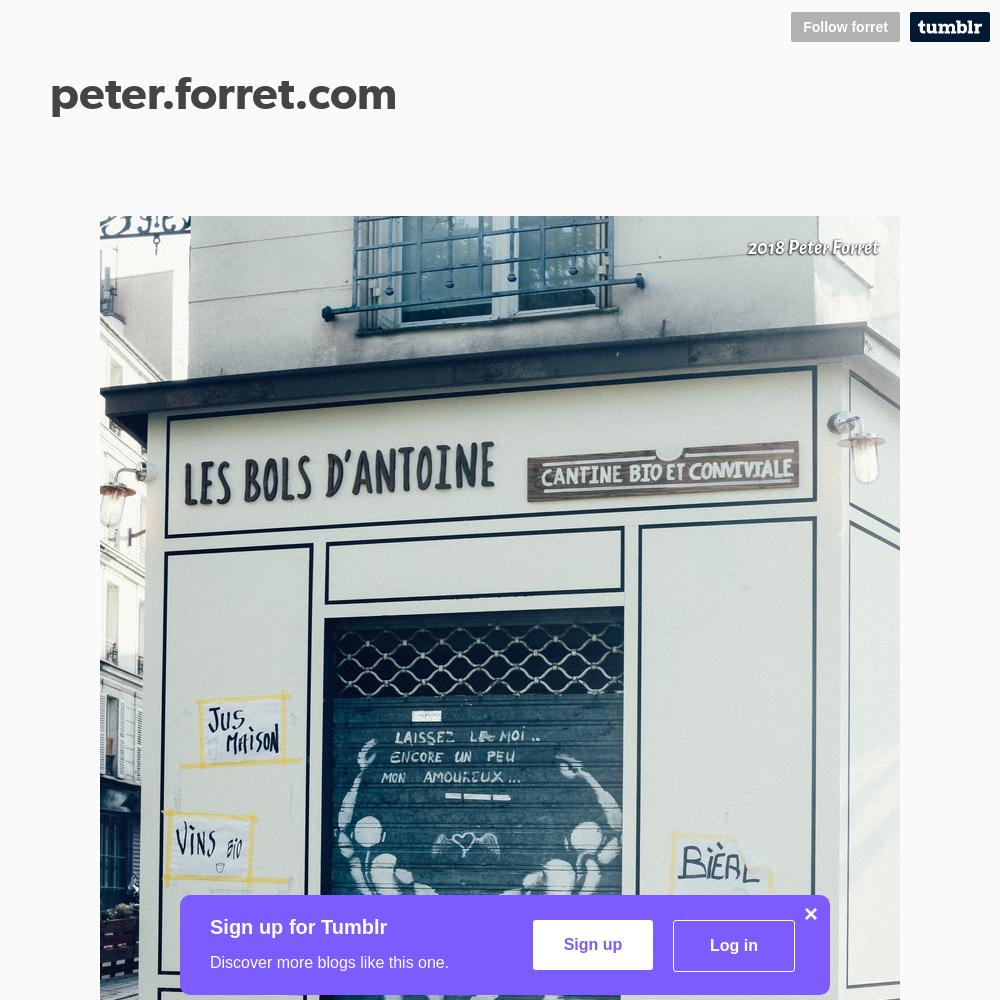 Follow forret
tumblr
peter.forret.com
2018 Peter Forret
LES BOLS D'ANTOINE
CANTINE BIO ET CONVIVIALE
JUS
MAISON
LAISSEZ LE MOI ..
ENCORE UN PEU
MON AMOUREUX ...
VINS BIO
Sign up for Tumblr
Discover more blogs like this one.
Sign up
Log in